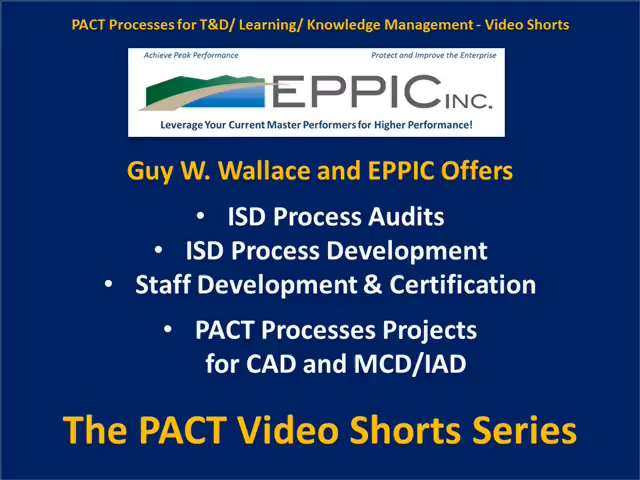 PACT Processes for T&D/ Learning/ Knowledge Management - Video Shorts
Achieve Peak Performance
Protect and Improve the Enterprise
EPPIC INC.
Leverage Your Current Master Performers for Higher Performance!
Guy W. Wallace and EPPIC Offers
• ISD Process Audits
• ISD Process Development
• Staff Development & Certification
• PACT Processes Projects
for CAD and MCD/IAD
The PACT Video Shorts Series